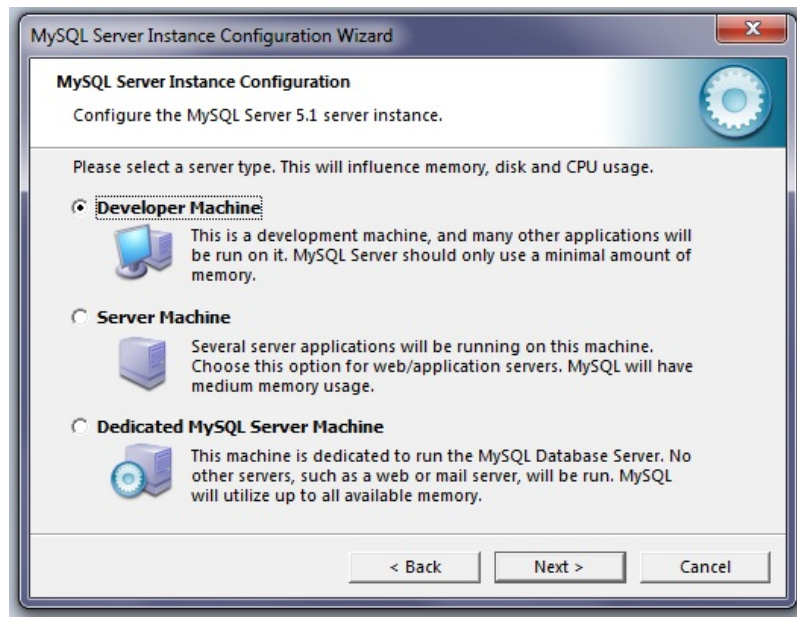 MySQL Server Instance Configuration Wizard
MySQL Server Instance Configuration
Configure the MySQL Server 5.1 server instance.
Please select a server type. This will influence memory, disk and CPU usage.
Developer Machine
This is a development machine, and many other applications will
be run on it. MySQL Server should only use a minimal amount of
memory.
Server Machine
Several server applications will be running on this machine.
Choose this option for web/application servers. MySQL will have
medium memory usage.
Dedicated MySQL Server Machine
This machine is dedicated to run the MySQL Database Server. No
other servers, such as a web or mail server, will be run. MySQL
will utilize up to all available memory.
< Back Next > Cancel